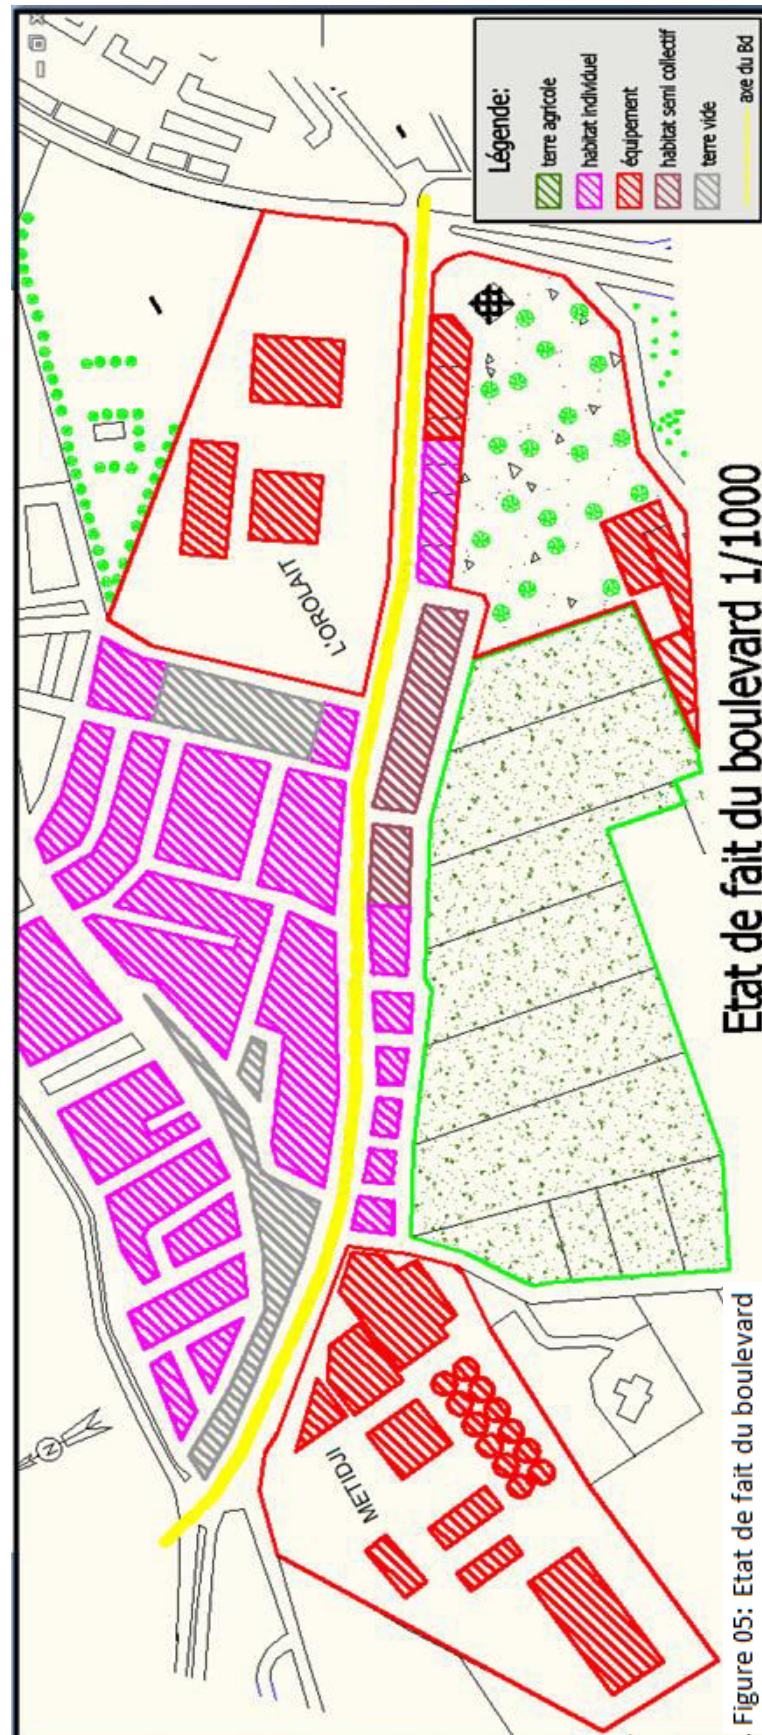 Légende:
terre agricole
habitat individuel
équipement
habitat semi collectif
terre vide
axe du Bd
L'OROLAIT
METIDJI
N
Etat de fait du boulevard 1/1000
Figure 05: Etat de fait du boulevard